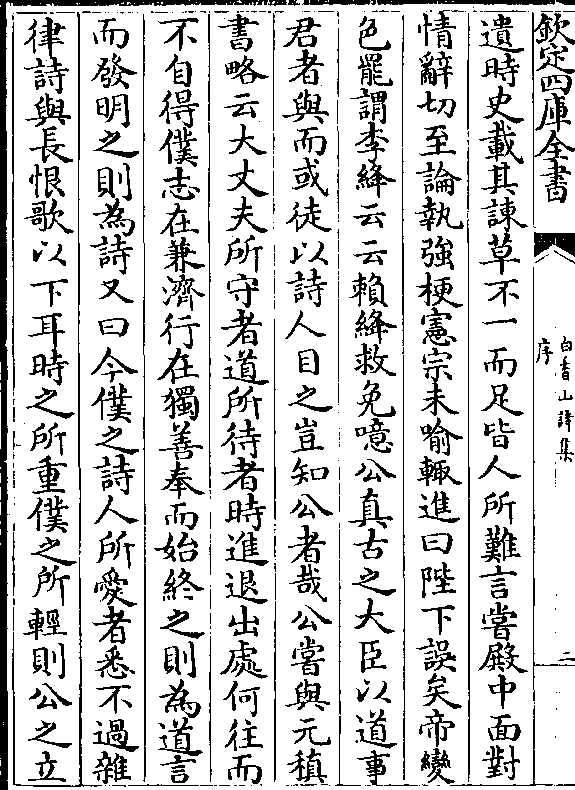 欽定四庫全書
白香山詩集
序
二
遺時史載其諫草不一而足皆人所難言嘗殿中面對
情辭切至論執強梗憲宗未喻輙進曰陛下誤矣帝變
色罷謂李絳云云賴絳救免噫公真古之大臣以道事
君者與而或徒以詩人目之豈知公者哉公嘗與元稹
書略云大丈夫所守者道所待者時進退出處何往而
不自得僕志在兼濟行在獨善奉而始終之則為道言
而發明之則為詩又曰今僕之詩人所愛者悉不過雜
律詩與長恨歌以下耳時之所重僕之所輕則公之立